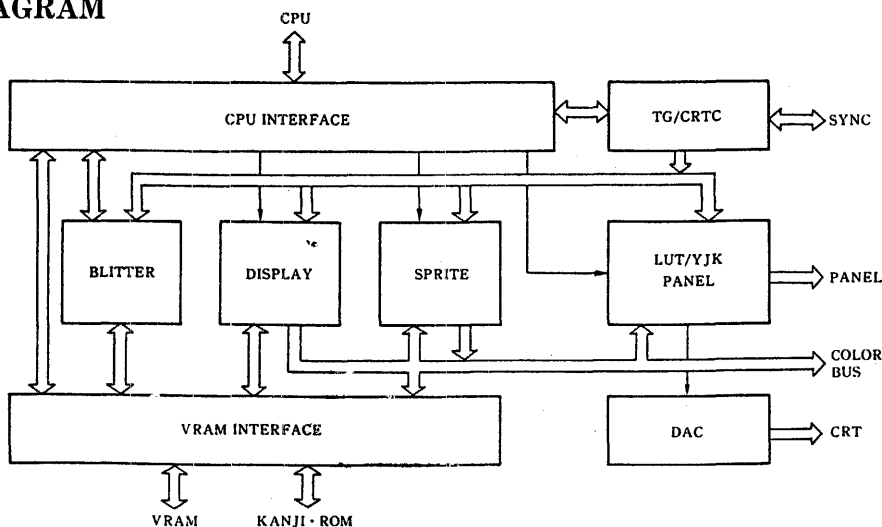 CPU
CPU INTERFACE
TG/CRTC
SYNC
BLITTER
DISPLAY
SPRITE
LUT/YJK
PANEL
PANEL
COLOR
BUS
VRAM INTERFACE
DAC
CRT
VRAM
KANJI・ROM